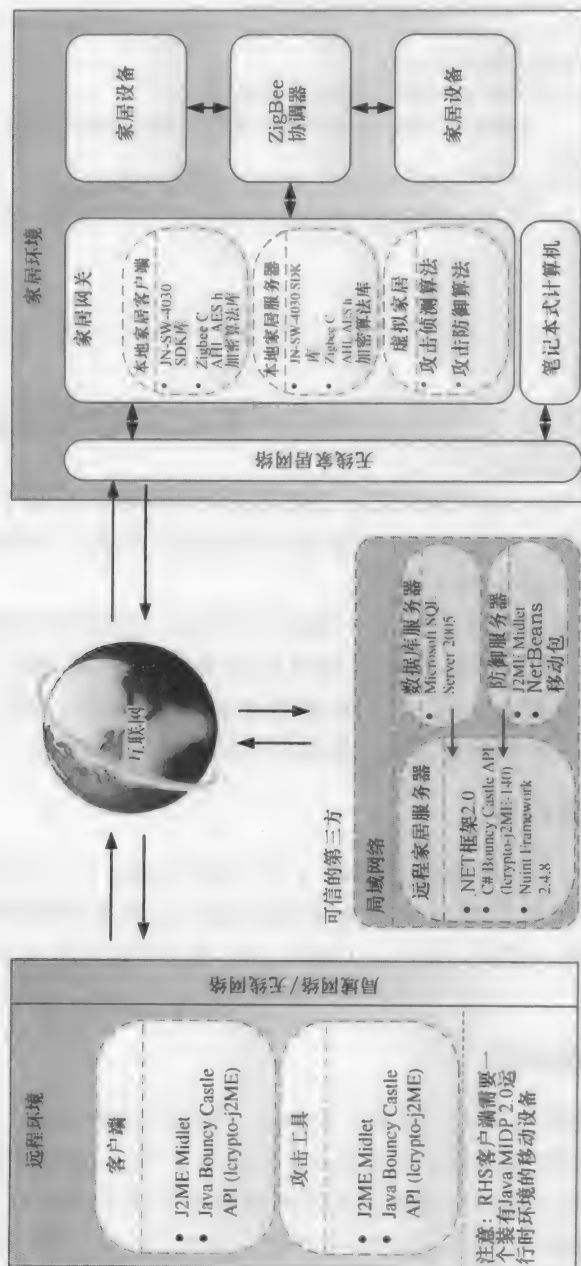 远程环境
客户端
• J2ME Midlet
• Java Bouncy Castle
API (lcrypto-j2ME)
攻击工具
• J2ME Midlet
• Java Bouncy Castle
API (lcrypto-j2ME)
注意：RHS客户端需要一
个装有Java MIDP 2.0运
行时环境的移动设备
局域网络/无线网络
互联网
可信的第三方
局域网络
远程家居服务器
• .NET框架2.0
• C# Bouncy Castle API
(lcrypto-j2ME-140)
• Nuint Framework
2.4.8
数据库服务器
• Microsoft SQL
Server 2005
防御服务器
• J2ME Midlet
• NetBeans
移动包
家居环境
无线家居网络
家居网关
本地家居客户端
• JN-SW-4030
SDK库
• Zigbee C
AHI_AES h
加密算法库
本地家居服务器
• JN-SW-4030 SDK
库
• Zigbee C
AHI_AES h
加密算法库
虚拟家居
• 攻击侦测算法
• 攻击防御算法
笔记本式计算机
家居设备
ZigBee
协调器
家居设备